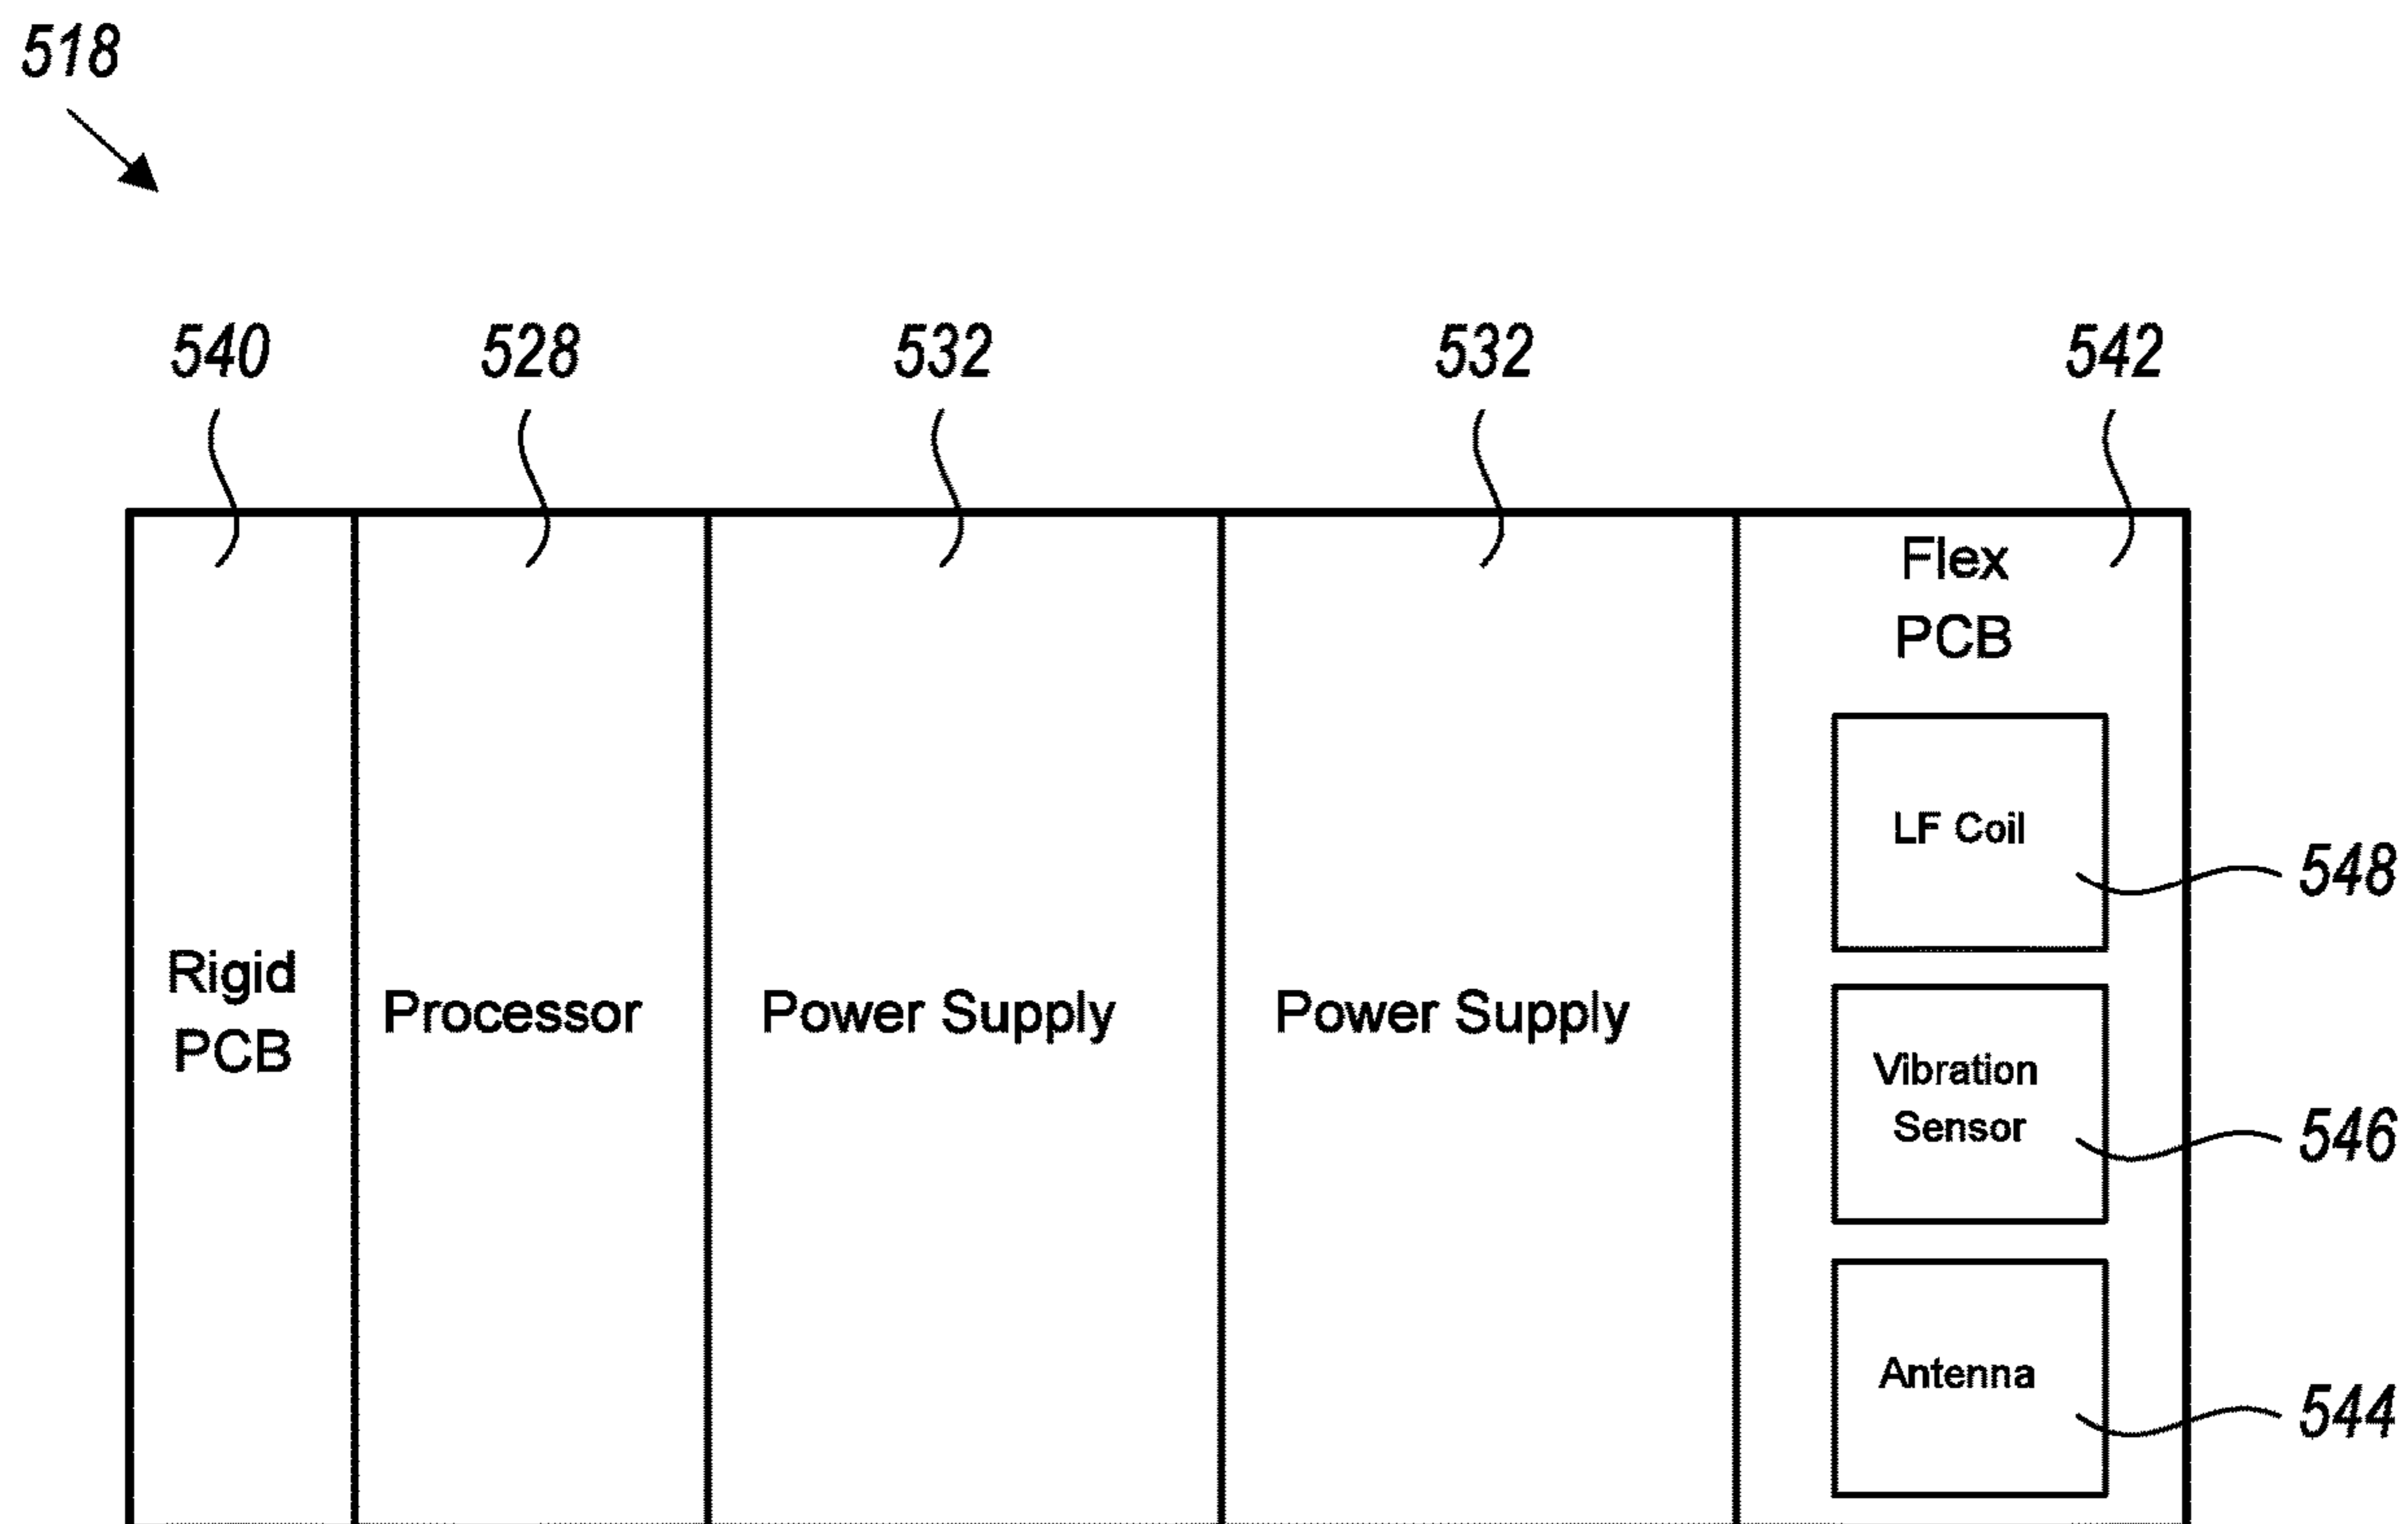 518
540
528
532
532
542
Flex
PCB
LF Coil
548
Rigid
PCB
Processor
Power Supply
Power Supply
Vibration
Sensor
546
Antenna
544